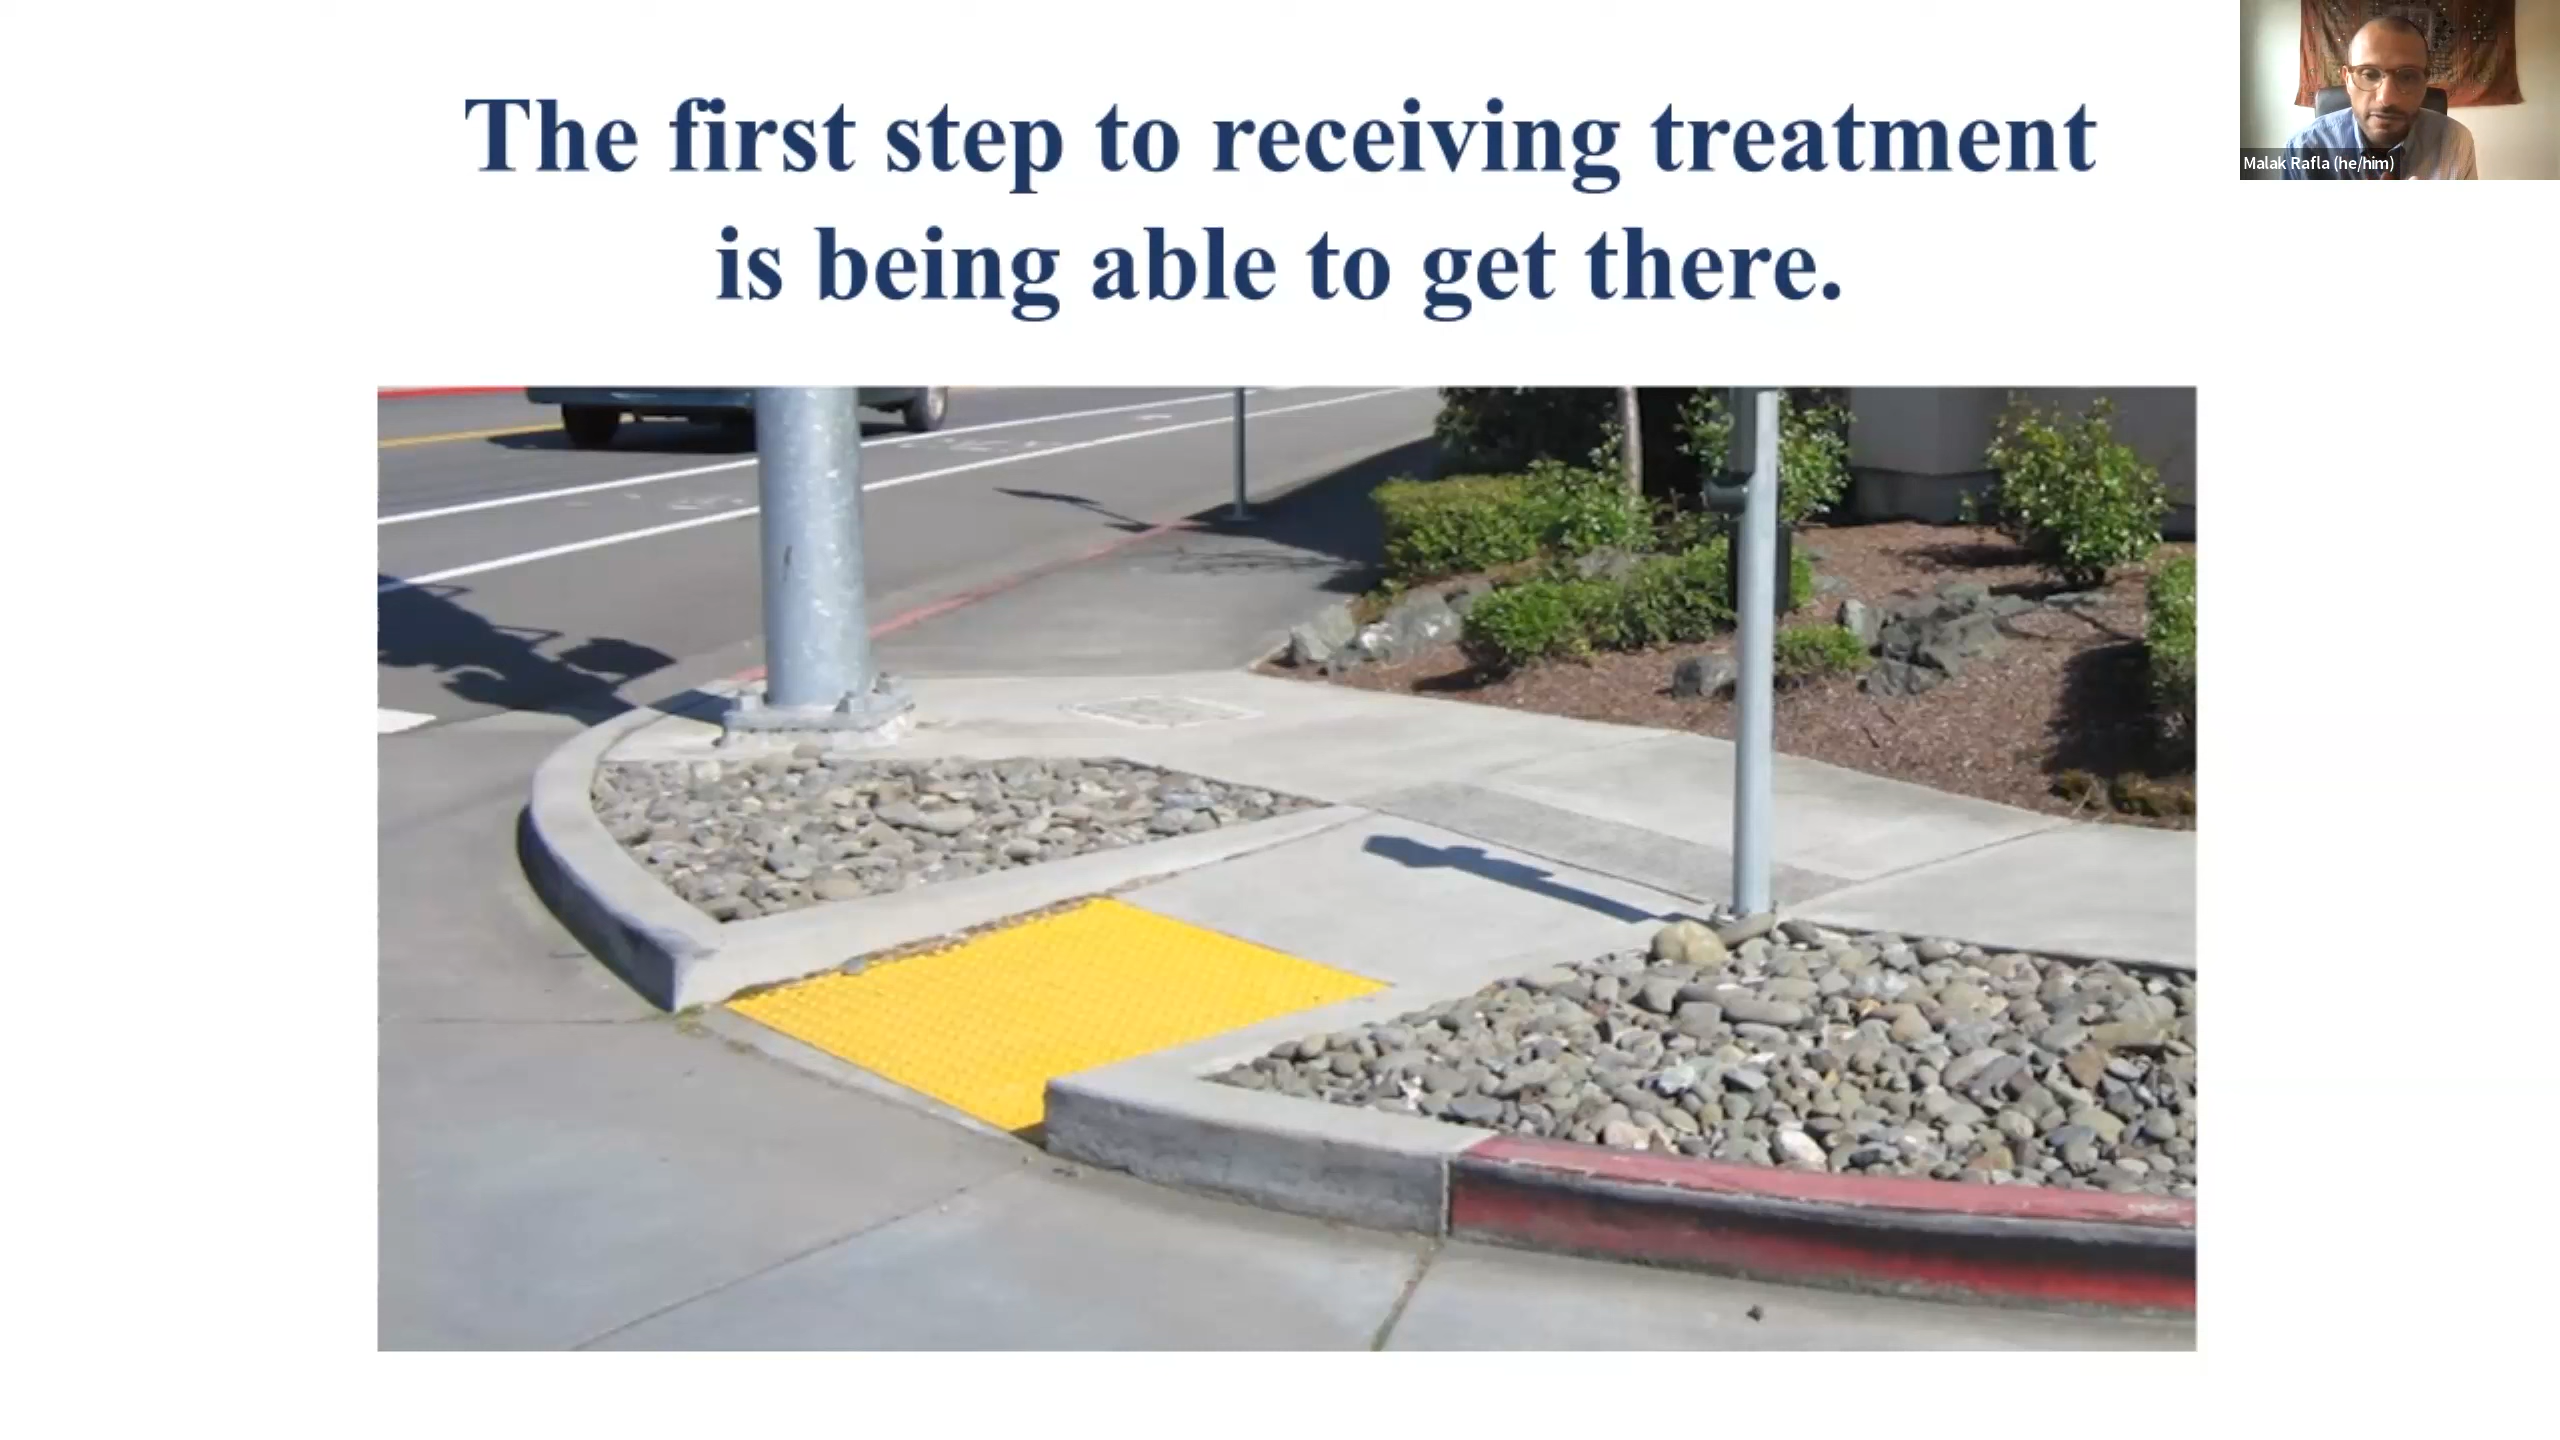 The first step to receiving treatment
is being able to get there.
Malak Rafla (he/him)